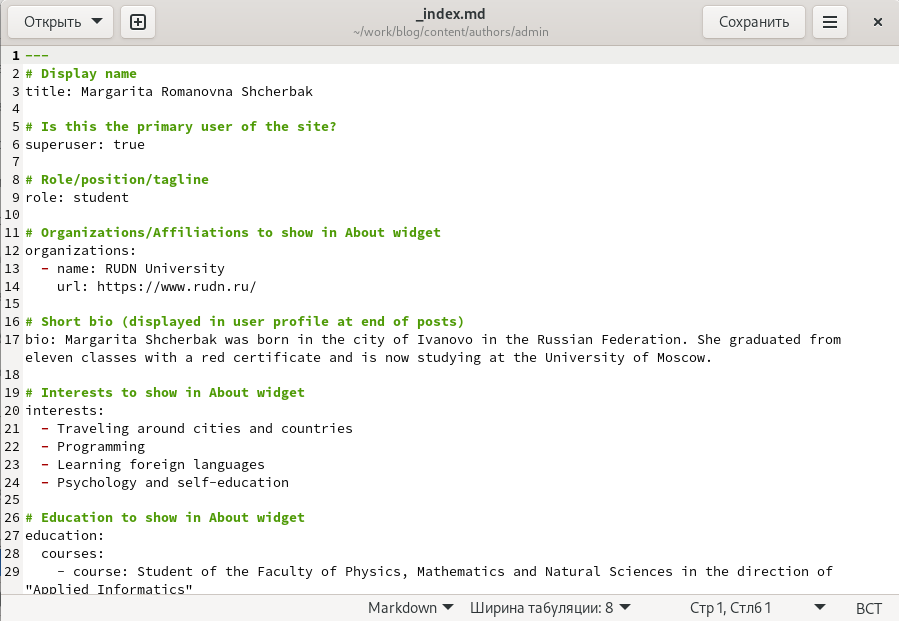 Открыть
_index.md
~/work/blog/content/authors/admin
Сохранить
1 ---
2 # Display name
3 title: Margarita Romanovna Shcherbak
4
5 # Is this the primary user of the site?
6 superuser: true
7
8 # Role/position/tagline
9 role: student
10
11 # Organizations/Affiliations to show in About widget
12 organizations:
13   - name: RUDN University
14     url: https://www.rudn.ru/
15
16 # Short bio (displayed in user profile at end of posts)
17 bio: Margarita Shcherbak was born in the city of Ivanovo in the Russian Federation. She graduated from
eleven classes with a red certificate and is now studying at the University of Moscow.
18
19 # Interests to show in About widget
20 interests:
21   - Traveling around cities and countries
22   - Programming
23   - Learning foreign languages
24   - Psychology and self-education
25
26 # Education to show in About widget
27 education:
28   courses:
29     - course: Student of the Faculty of Physics, Mathematics and Natural Sciences in the direction of
"Applied Informatics"
Markdown Ширина табуляции: 8 Стр 1, Стлб 1 ВСТ